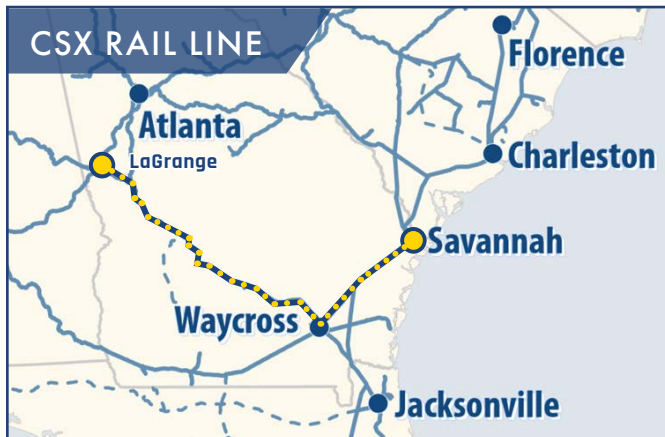 CSX RAIL LINE
Florence
Atlanta
LaGrange
Charleston
Savannah
Waycross
Jacksonville